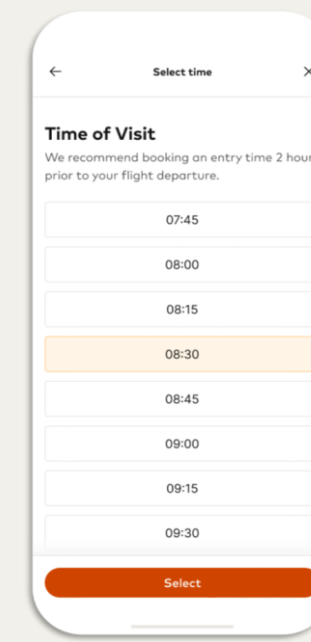 Select time
Time of Visit
We recommend booking an entry time 2 hour
prior to your flight departure.
07:45
08:00
08:15
08:30
08:45
09:00
09:15
09:30
Select